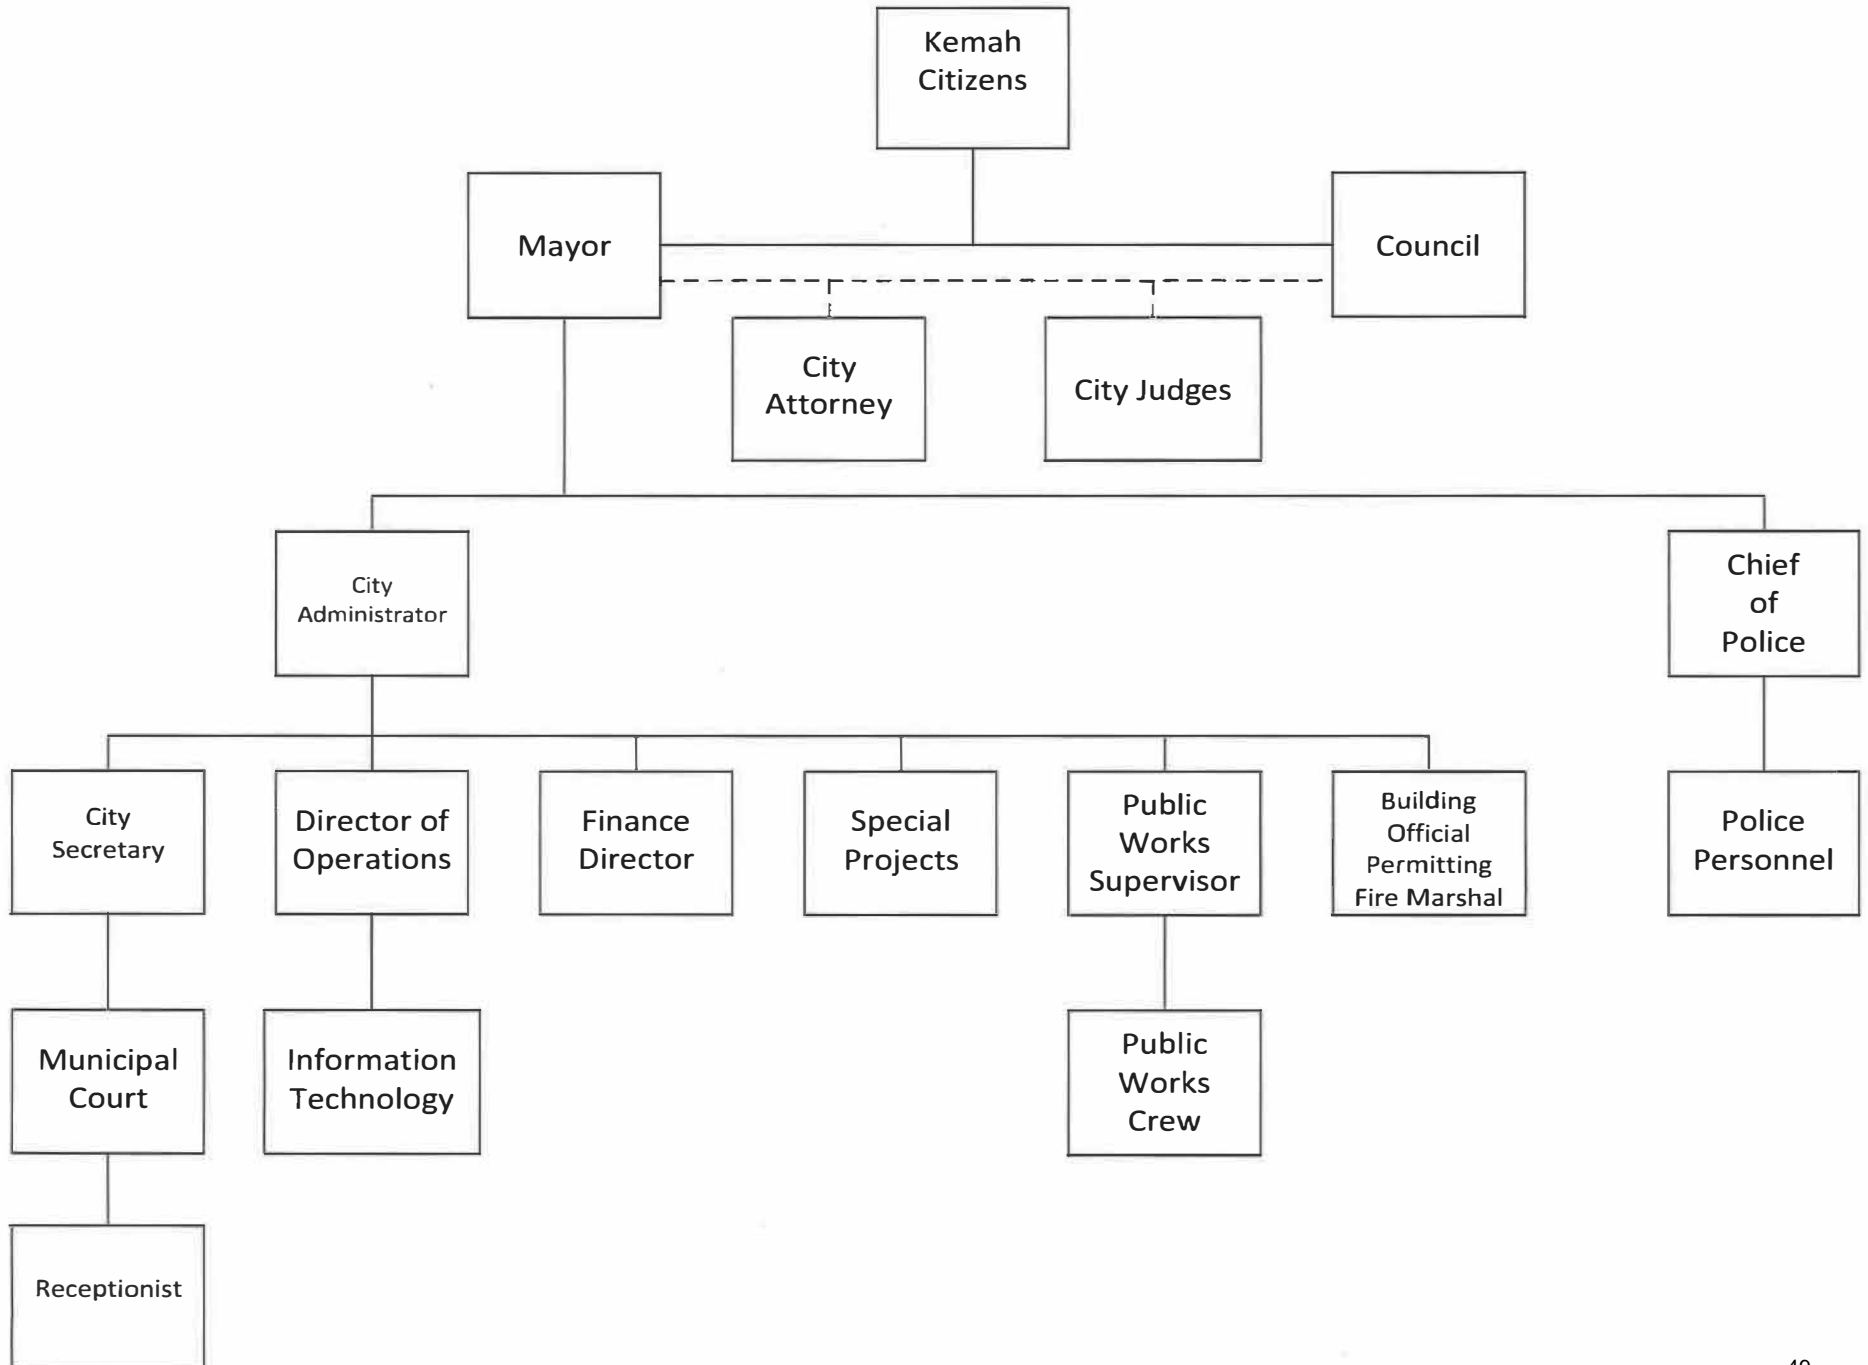 Kemah
Citizens
Mayor
Council
City
Attorney
City Judges
City
Administrator
Chief
of
Police
City
Secretary
Director of
Operations
Finance
Director
Special
Projects
Public
Works
Supervisor
Building
Official
Permitting
Fire Marshal
Police
Personnel
Municipal
Court
Information
Technology
Public
Works
Crew
Receptionist